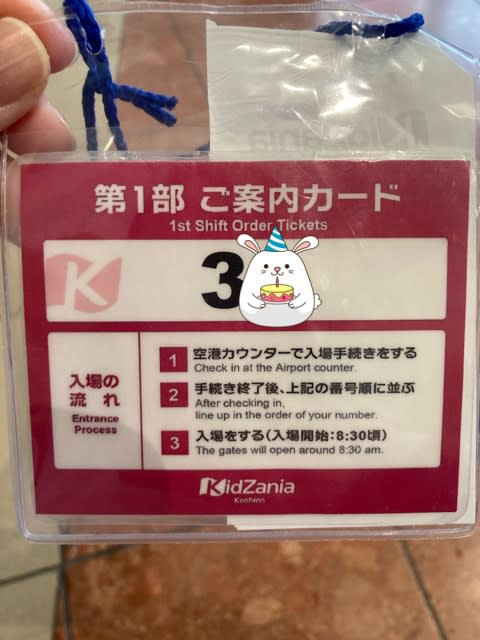 KidZania
第1部 ご案内カード
1st Shift Order Tickets
K
3
入場の
流れ
Entrance
Process
1 空港カウンターで入場手続きをする
Check in at the Airport counter.
2 手続き終了後、上記の番号順に並ぶ
After checking in,
line up in the order of your number.
3 入場をする(入場開始:8:30頃)
The gates will open around 8:30 am.
KidZania
Koshien